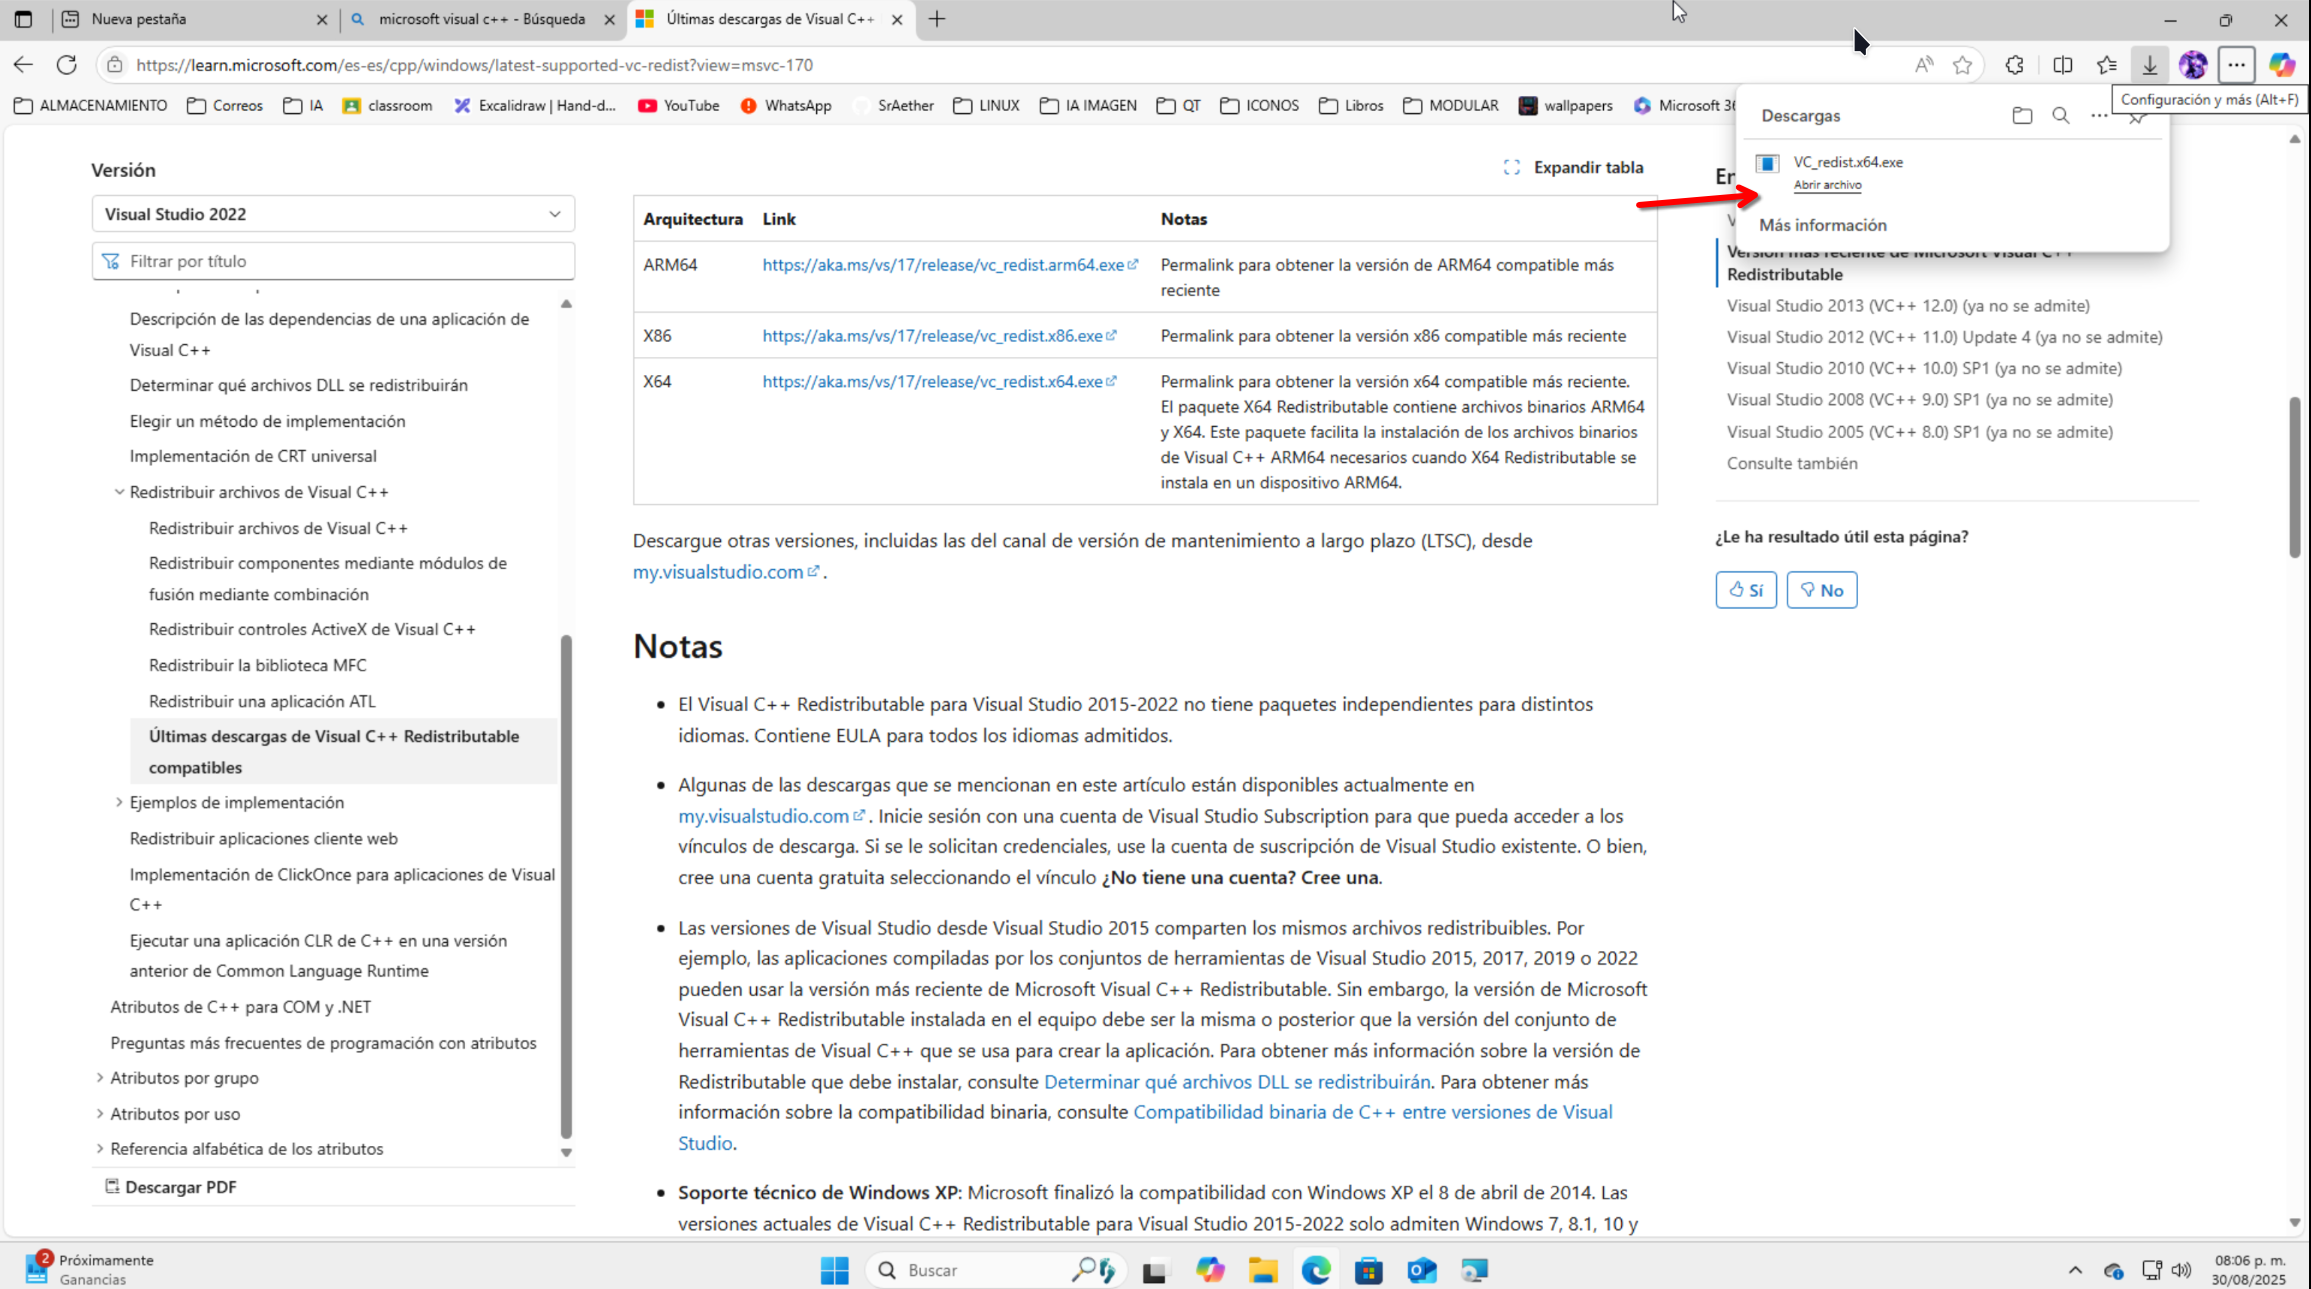 Nueva pestaña
microsoft visual c++ - Búsqueda
Últimas descargas de Visual C++
https://learn.microsoft.com/es-es/cpp/windows/latest-supported-vc-redist?view=msvc-170
ALMACENAMIENTO
Correos
IA
classroom
Excalidraw | Hand-d...
YouTube
WhatsApp
SrAether
LINUX
IA IMAGEN
QT
ICONOS
Libros
MODULAR
wallpapers
Microsoft 36
Configuración y más (Alt+F)
Descargas
VC_redist.x64.exe
Abrir archivo
Más información
Versión
Visual Studio 2022
Filtrar por título
Descripción de las dependencias de una aplicación de
Visual C++
Determinar qué archivos DLL se redistribuirán
Elegir un método de implementación
Implementación de CRT universal
Redistribuir archivos de Visual C++
Redistribuir archivos de Visual C++
Redistribuir componentes mediante módulos de
fusión mediante combinación
Redistribuir controles ActiveX de Visual C++
Redistribuir la biblioteca MFC
Redistribuir una aplicación ATL
Últimas descargas de Visual C++ Redistributable
compatibles
Ejemplos de implementación
Redistribuir aplicaciones cliente web
Implementación de ClickOnce para aplicaciones de Visual
C++
Ejecutar una aplicación CLR de C++ en una versión
anterior de Common Language Runtime
Atributos de C++ para COM y .NET
Preguntas más frecuentes de programación con atributos
Atributos por grupo
Atributos por uso
Referencia alfabética de los atributos
Descargar PDF
Expandir tabla
Arquitectura Link Notas
ARM64 https://aka.ms/vs/17/release/vc_redist.arm64.exe Permalink para obtener la versión de ARM64 compatible más
reciente
X86 https://aka.ms/vs/17/release/vc_redist.x86.exe Permalink para obtener la versión x86 compatible más reciente
X64 https://aka.ms/vs/17/release/vc_redist.x64.exe Permalink para obtener la versión x64 compatible más reciente.
El paquete X64 Redistributable contiene archivos binarios ARM64
y X64. Este paquete facilita la instalación de los archivos binarios
de Visual C++ ARM64 necesarios cuando X64 Redistributable se
instala en un dispositivo ARM64.
Descargue otras versiones, incluidas las del canal de versión de mantenimiento a largo plazo (LTSC), desde
my.visualstudio.com .
Notas
• El Visual C++ Redistributable para Visual Studio 2015-2022 no tiene paquetes independientes para distintos
idiomas. Contiene EULA para todos los idiomas admitidos.
• Algunas de las descargas que se mencionan en este artículo están disponibles actualmente en
my.visualstudio.com . Inicie sesión con una cuenta de Visual Studio Subscription para que pueda acceder a los
vínculos de descarga. Si se le solicitan credenciales, use la cuenta de suscripción de Visual Studio existente. O bien,
cree una cuenta gratuita seleccionando el vínculo ¿No tiene una cuenta? Cree una.
• Las versiones de Visual Studio desde Visual Studio 2015 comparten los mismos archivos redistribuibles. Por
ejemplo, las aplicaciones compiladas por los conjuntos de herramientas de Visual Studio 2015, 2017, 2019 o 2022
pueden usar la versión más reciente de Microsoft Visual C++ Redistributable. Sin embargo, la versión de Microsoft
Visual C++ Redistributable instalada en el equipo debe ser la misma o posterior que la versión del conjunto de
herramientas de Visual C++ que se usa para crear la aplicación. Para obtener más información sobre la versión de
Redistributable que debe instalar, consulte Determinar qué archivos DLL se redistribuirán. Para obtener más
información sobre la compatibilidad binaria, consulte Compatibilidad binaria de C++ entre versiones de Visual
Studio.
• Soporte técnico de Windows XP: Microsoft finalizó la compatibilidad con Windows XP el 8 de abril de 2014. Las
versiones actuales de Visual C++ Redistributable para Visual Studio 2015-2022 solo admiten Windows 7, 8.1, 10 y
En
V
Versión más reciente de Microsoft Visual C++
Redistributable
Visual Studio 2013 (VC++ 12.0) (ya no se admite)
Visual Studio 2012 (VC++ 11.0) Update 4 (ya no se admite)
Visual Studio 2010 (VC++ 10.0) SP1 (ya no se admite)
Visual Studio 2008 (VC++ 9.0) SP1 (ya no se admite)
Visual Studio 2005 (VC++ 8.0) SP1 (ya no se admite)
Consulte también
¿Le ha resultado útil esta página?
Sí
No
2
Próximamente
Ganancias
Buscar
08:06 p. m.
30/08/2025